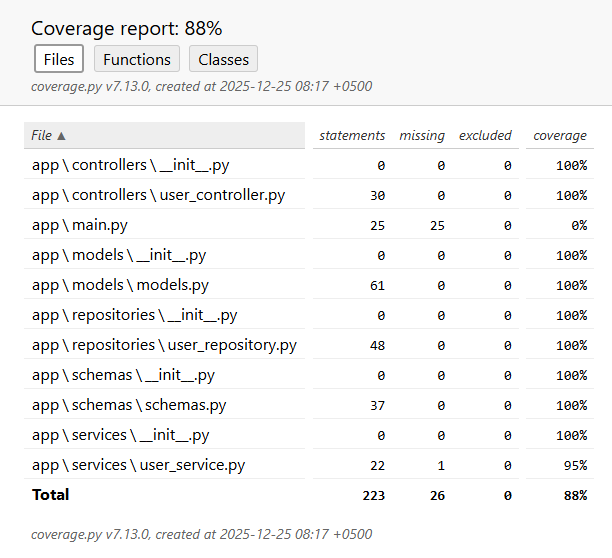 Coverage report: 88%
Files Functions Classes
coverage.py v7.13.0, created at 2025-12-25 08:17 +0500
File ▲ statements missing excluded coverage
app \ controllers \ __init__.py 0 0 0 100%
app \ controllers \ user_controller.py 30 0 0 100%
app \ main.py 25 25 0 0%
app \ models \ __init__.py 0 0 0 100%
app \ models \ models.py 61 0 0 100%
app \ repositories \ __init__.py 0 0 0 100%
app \ repositories \ user_repository.py 48 0 0 100%
app \ schemas \ __init__.py 0 0 0 100%
app \ schemas \ schemas.py 37 0 0 100%
app \ services \ __init__.py 0 0 0 100%
app \ services \ user_service.py 22 1 0 95%
Total 223 26 0 88%
coverage.py v7.13.0, created at 2025-12-25 08:17 +0500